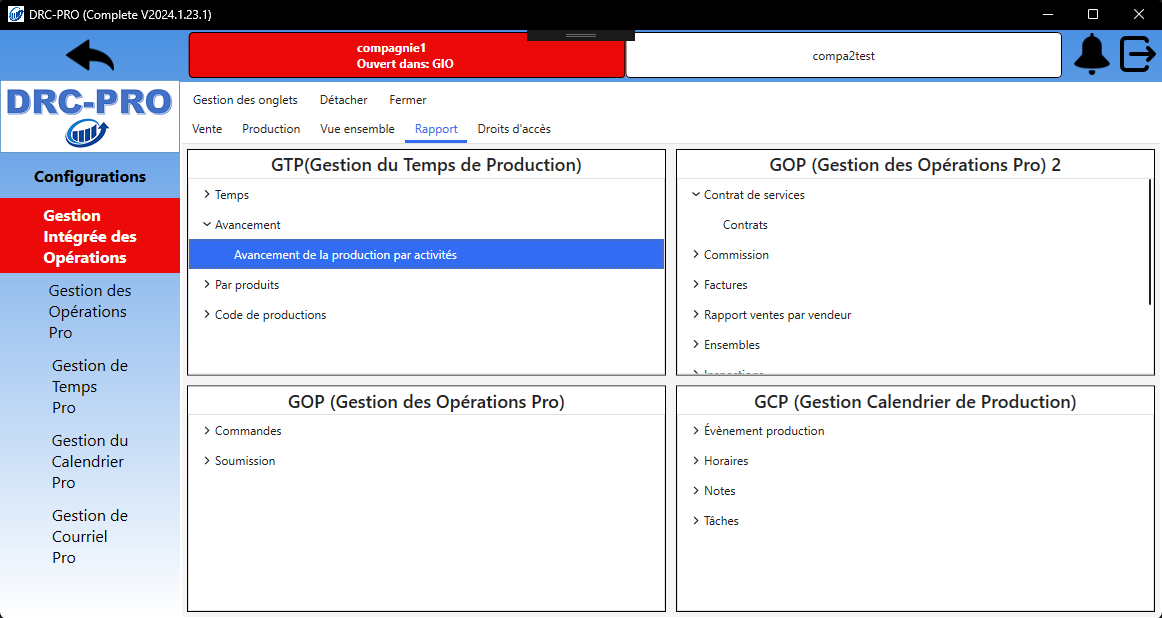 DRC-PRO (Complete V2024.1.23.1)
compagnie1
Ouvert dans: GIO
compa2test
DRC-PRO
Configurations
Gestion
Intégrée des
Opérations
Gestion des
Opérations
Pro
Gestion de
Temps
Pro
Gestion du
Calendrier
Pro
Gestion de
Courriel
Pro
Gestion des onglets Détacher Fermer
Vente Production Vue ensemble Rapport Droits d'accès
GTP(Gestion du Temps de Production)
Temps
Avancement
Avancement de la production par activités
Par produits
Code de productions
GOP (Gestion des Opérations Pro) 2
Contrat de services
Contrats
Commission
Factures
Rapport ventes par vendeur
Ensembles
GOP (Gestion des Opérations Pro)
Commandes
Soumission
GCP (Gestion Calendrier de Production)
Évènement production
Horaires
Notes
Tâches